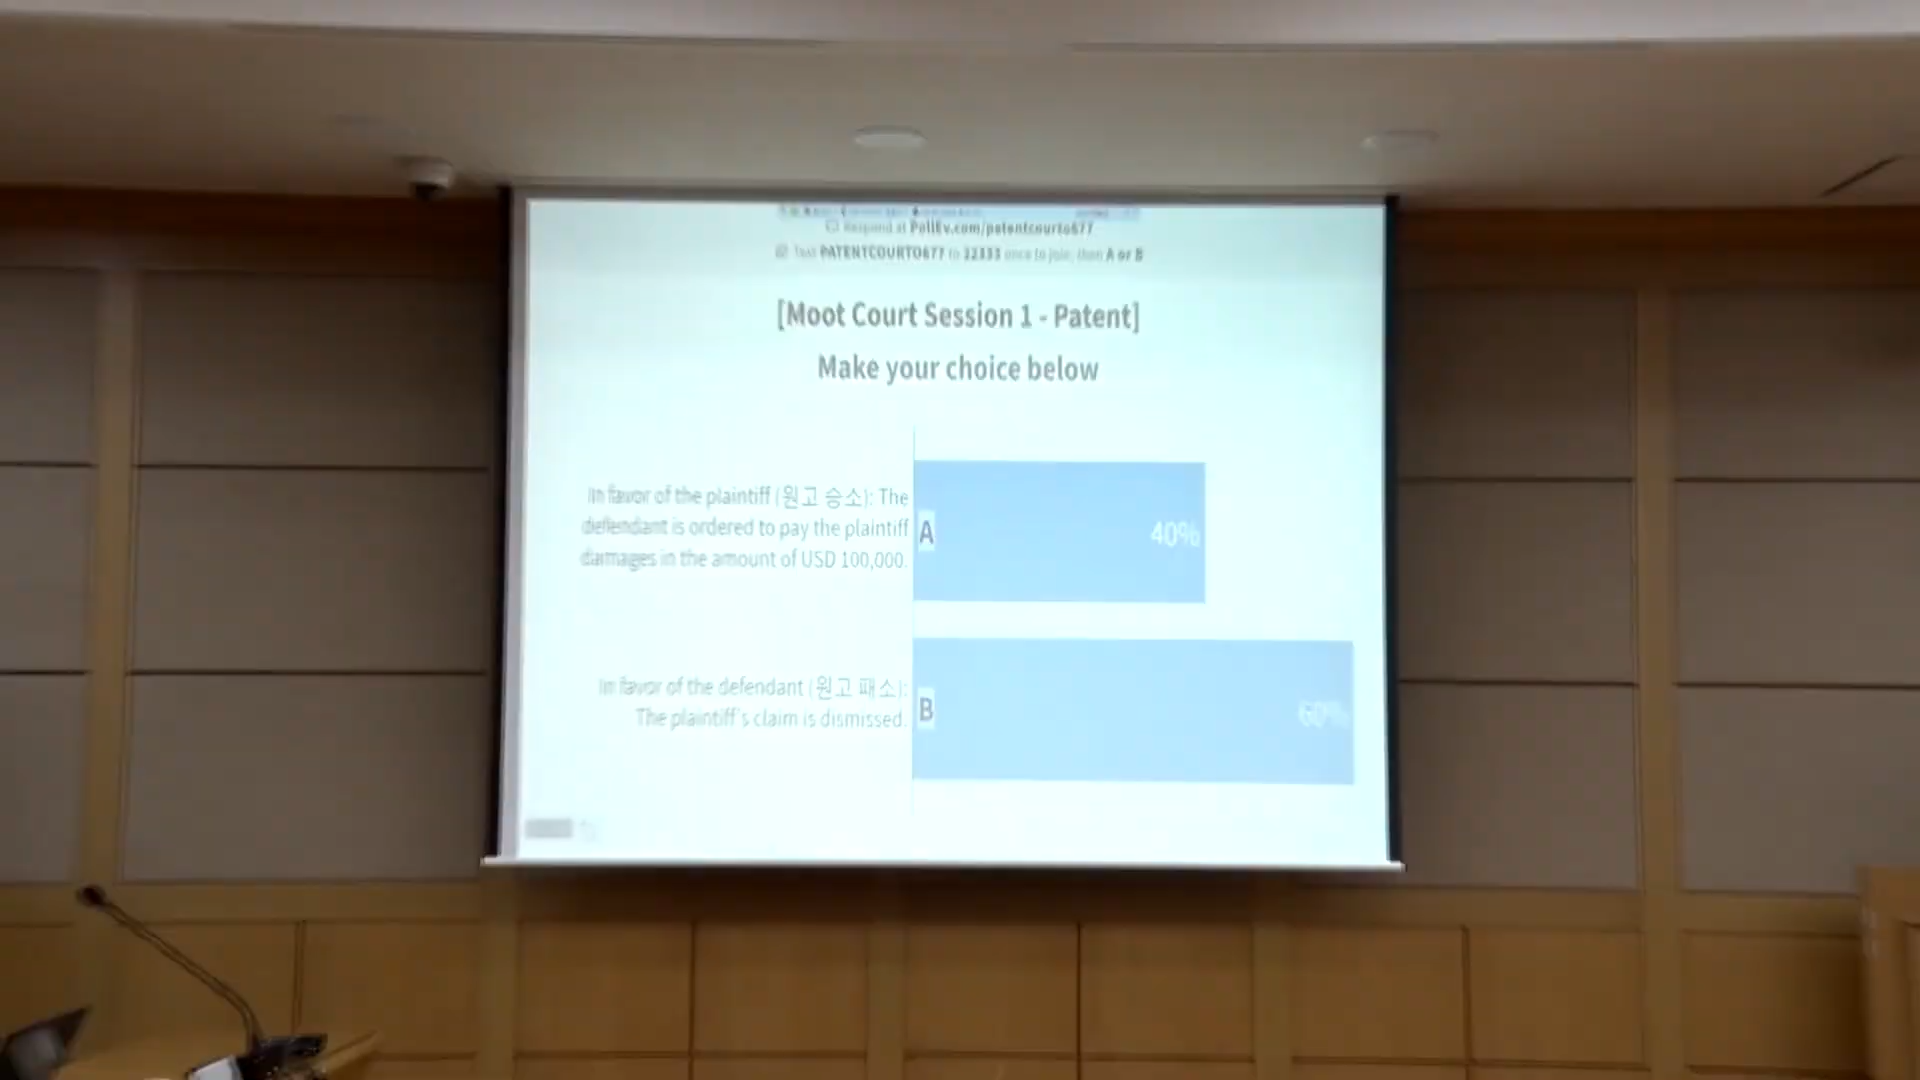 Respond at PollEv.com/patentcourto677
Text PATENTCOURTO677 to 22333 once to join, then A or B
[Moot Court Session 1 - Patent]
Make your choice below
In favor of the plaintiff (원고 승소): The
defendant is ordered to pay the plaintiff
damages in the amount of USD 100,000.
A
40%
In favor of the defendant (원고 패소):
The plaintiff's claim is dismissed.
B
60%